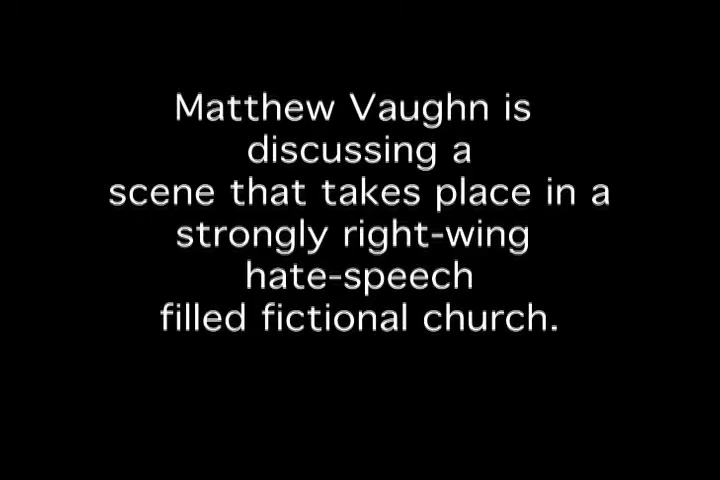 Matthew Vaughn is
discussing a
scene that takes place in a
strongly right-wing
hate-speech
filled fictional church.